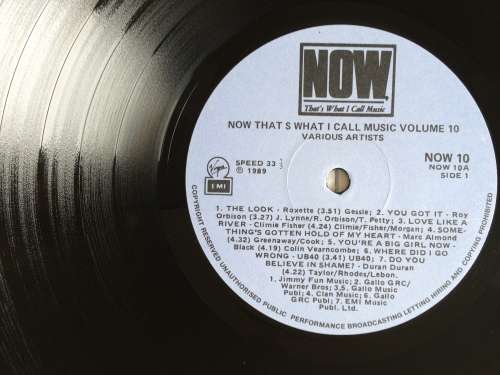 NOW
That's What I Call Music
NOW THAT S WHAT I CALL MUSIC VOLUME 10
VARIOUS ARTISTS
Virgin
EMI
SPEED 33 1/3
℗ 1989
NOW 10
NOW 10A
SIDE 1
1. THE LOOK - Roxette (3.51) Gessle; 2. YOU GOT IT - Roy
Orbison (3.27) J. Lynne/R. Orbison/T. Petty; 3. LOVE LIKE A
RIVER - Climie Fisher (4.24) Climie/Fisher/Morgan; 4. SOME-
THING'S GOTTEN HOLD OF MY HEART - Marc Almond
(4.32) Greenaway/Cook; 5. YOU'RE A BIG GIRL NOW-
Black (4.19) Colin Vearncombe; 6. WHERE DID I GO
WRONG - UB40 (3.41) UB40; 7. DO YOU
BELIEVE IN SHAME? - Duran Duran
(4.22) Taylor/Rhodes/Lebon.
1. Jimmy Fun Music; 2. Gallo GRC/
Warner Bros; 3,5. Gallo Music
Publ; 4. Clan Music; 6. Gallo
GRC Publ; 7. EMI Music
Publ. Ltd.
COPYRIGHT RESERVED UNAUTHORISED PUBLIC PERFORMANCE BROADCASTING LETTING HIRING AND COPYING PROHIBITED